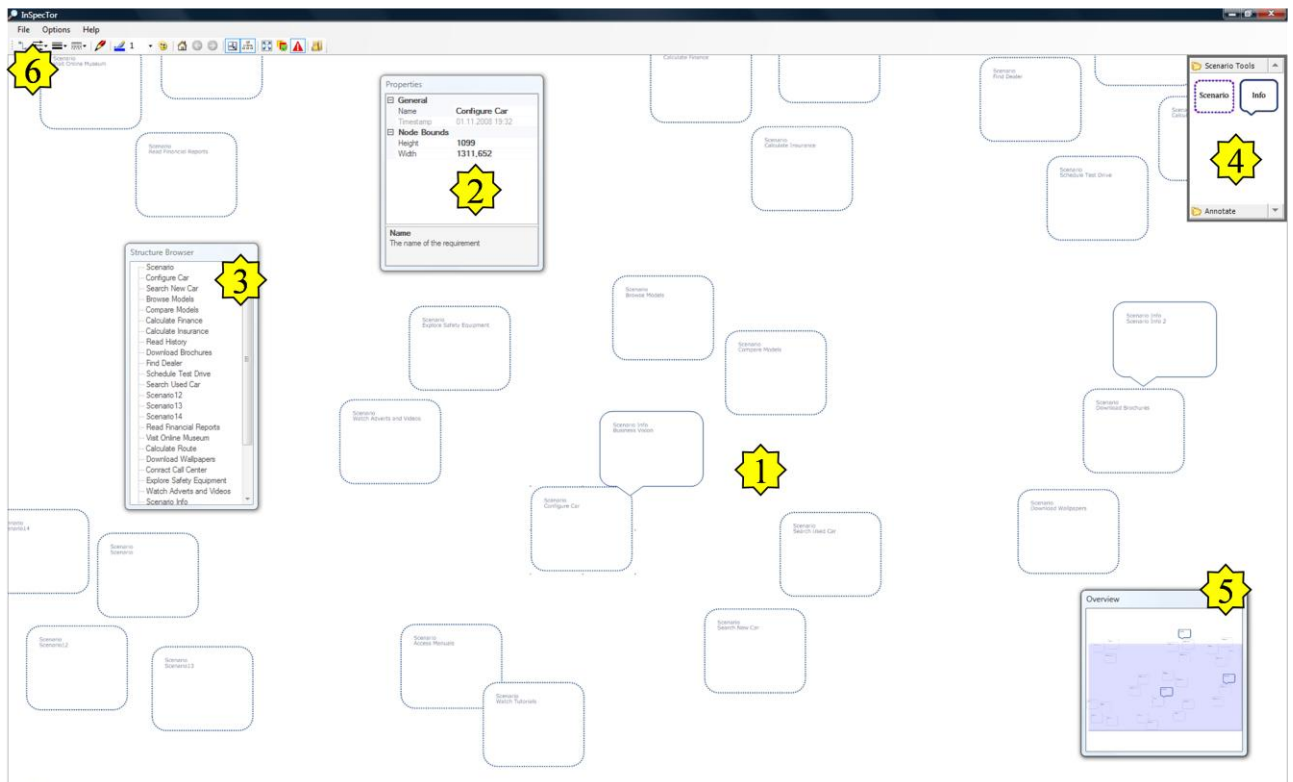 InSpecTor
File Options Help
1
6
Scenario
Visit Online Museum
Calculate Finance
Scenario
Find Dealer
Scenario
Read Financial Reports
Scenario
Calculate Insurance
Scenario
Schedule Test Drive
Properties
General
Name Configure Car
Timestamp 01.11.2008 19:32
Node Bounds
Height 1099
Width 1311,652
2
Name
The name of the requirement
Scenario Tools
Scenario Info
4
Annotate
Structure Browser
3
Scenario
Configure Car
Search New Car
Browse Models
Compare Models
Calculate Finance
Calculate Insurance
Read History
Download Brochures
Find Dealer
Schedule Test Drive
Search Used Car
Scenario12
Scenario13
Scenario14
Read Financial Reports
Visit Online Museum
Calculate Route
Download Wallpapers
Conract Call Center
Explore Safety Equipment
Watch Adverts and Videos
Scenario Info
Scenario
Browse Models
Scenario
Explore Safety Equipment
Scenario
Compare Models
Scenario Info
Scenario Info 2
Scenario
Watch Adverts and Videos
Scenario Info
Business Vision
Scenario
Download Brochures
1
Scenario
Configure Car
Scenario
Search Used Car
Scenario
Download Wallpapers
Scenario
Scenario
Scenario
Scenario12
Scenario
Scenario13
Scenario
Access Manuals
Scenario
Watch Tutorials
Scenario
Search New Car
Overview
5